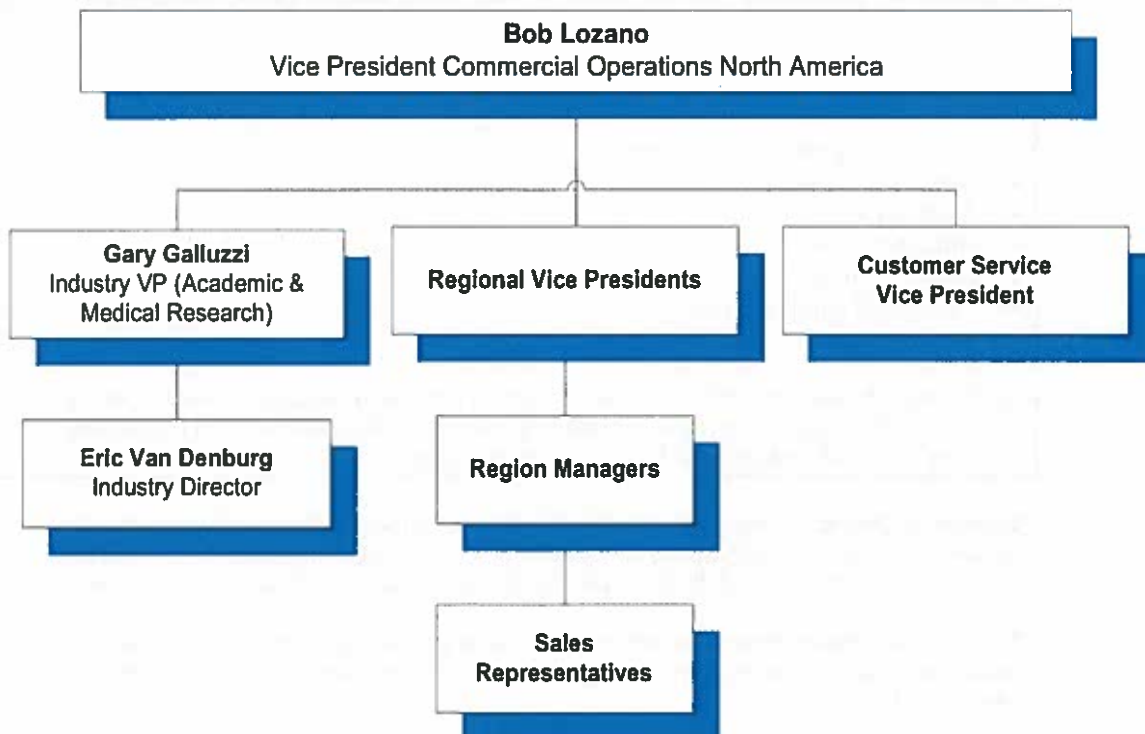 Bob Lozano
Vice President Commercial Operations North America
Gary Galluzzi
Industry VP (Academic &
Medical Research)
Regional Vice Presidents
Customer Service
Vice President
Eric Van Denburg
Industry Director
Region Managers
Sales
Representatives